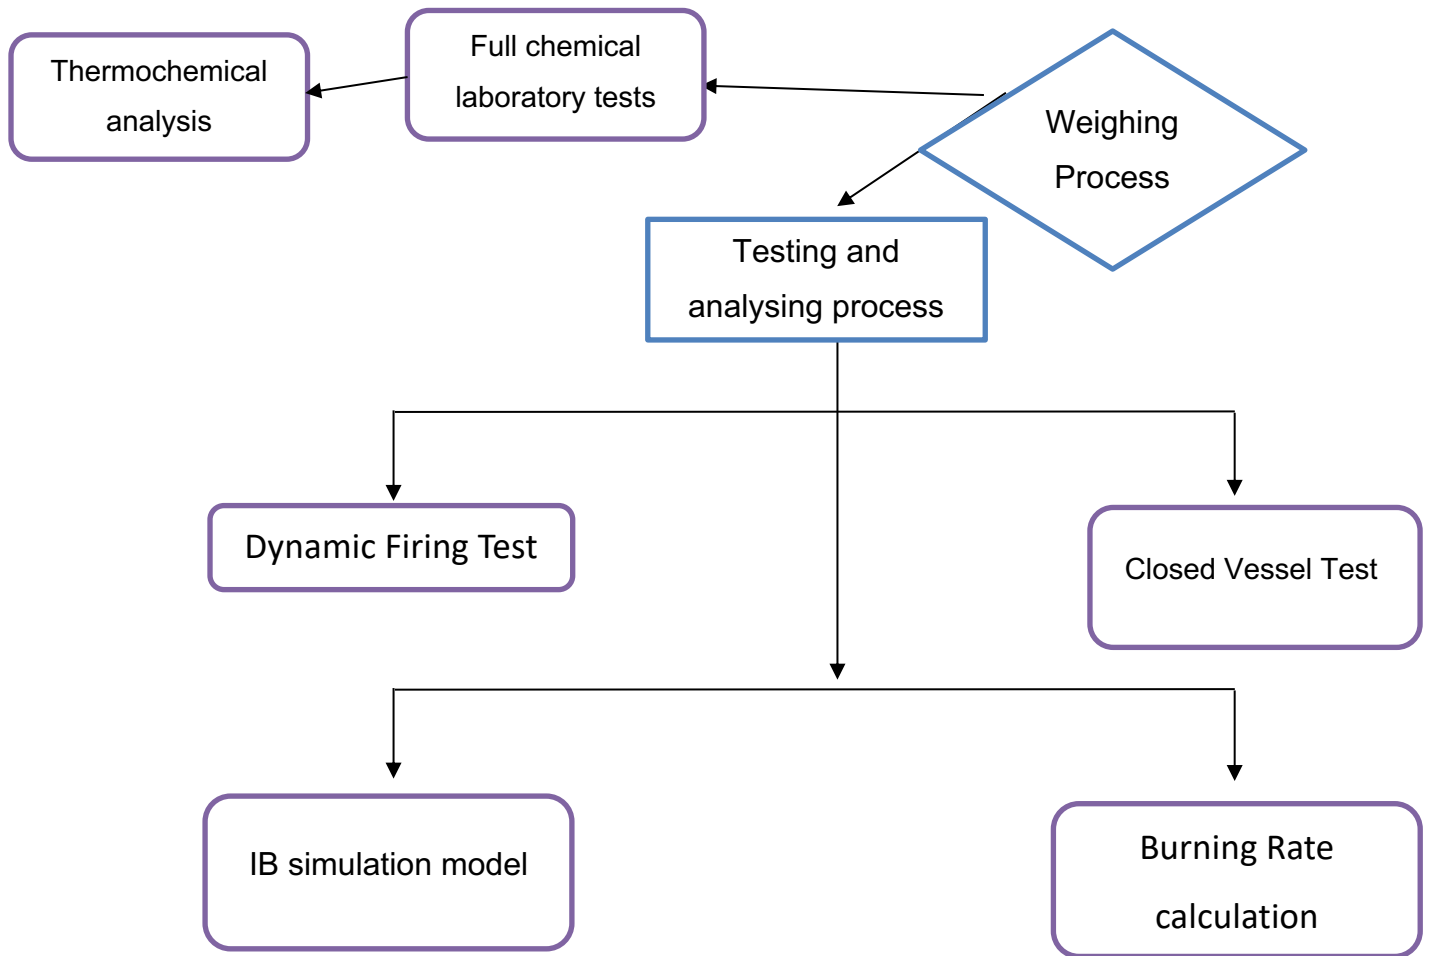 Thermochemical
analysis
Full chemical
laboratory tests
Weighing
Process
Testing and
analysing process
Dynamic Firing Test
Closed Vessel Test
IB simulation model
Burning Rate
calculation